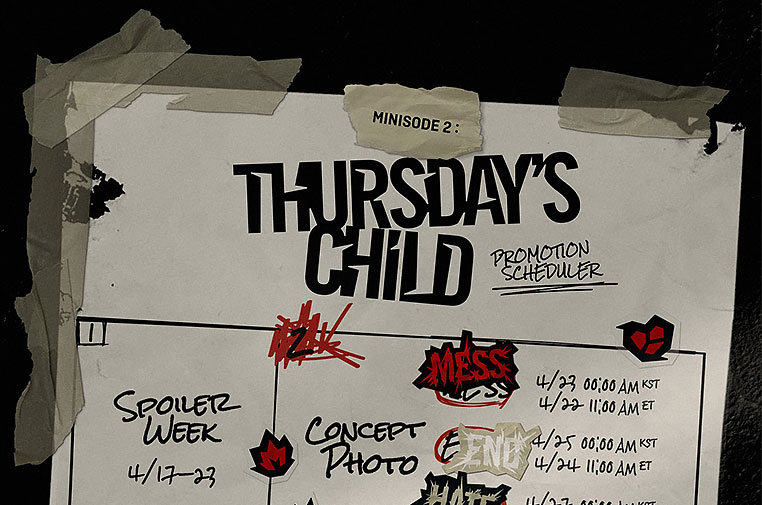 MINISODE 2:
THURSDAY'S
CHILD
PROMOTION
SCHEDULER
2
MESS
4/23 00:00 AM KST
4/22 11:00 AM ET
SPOILER
WEEK
4/17-23
M
CONCEPT
PHOTO
END
4/25 00:00 AM KST
4/24 11:00 AM ET
HATE